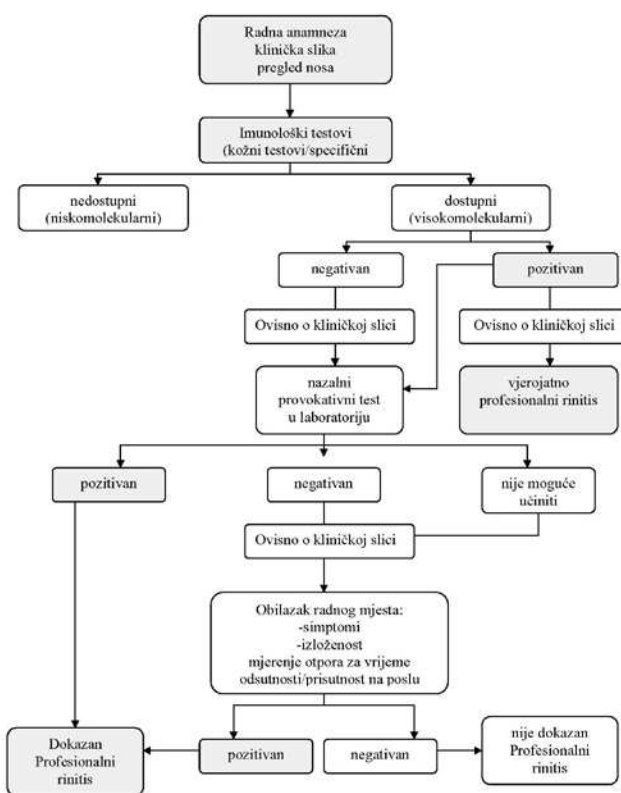 Radna anamneza
klinička slika
pregled nosa
Imunološki testovi
(kožni testovi/specifični
nedostupni
(niskomolekularni)
dostupni
(visokomolekularni)
negativan
pozitivan
Ovisno o kliničkoj slici
Ovisno o kliničkoj slici
nazalni
provokativni test
u laboratoriju
vjerojatno
profesionalni rinitis
pozitivan
negativan
nije moguće
učiniti
Ovisno o kliničkoj slici
Obilazak radnog mjesta:
-simptomi
-izloženost
mjerenje otpora za vrijeme
odsutnosti/prisutnost na poslu
Dokazan
Profesionalni
rinitis
pozitivan
negativan
nije dokazan
Profesionalni
rinitis